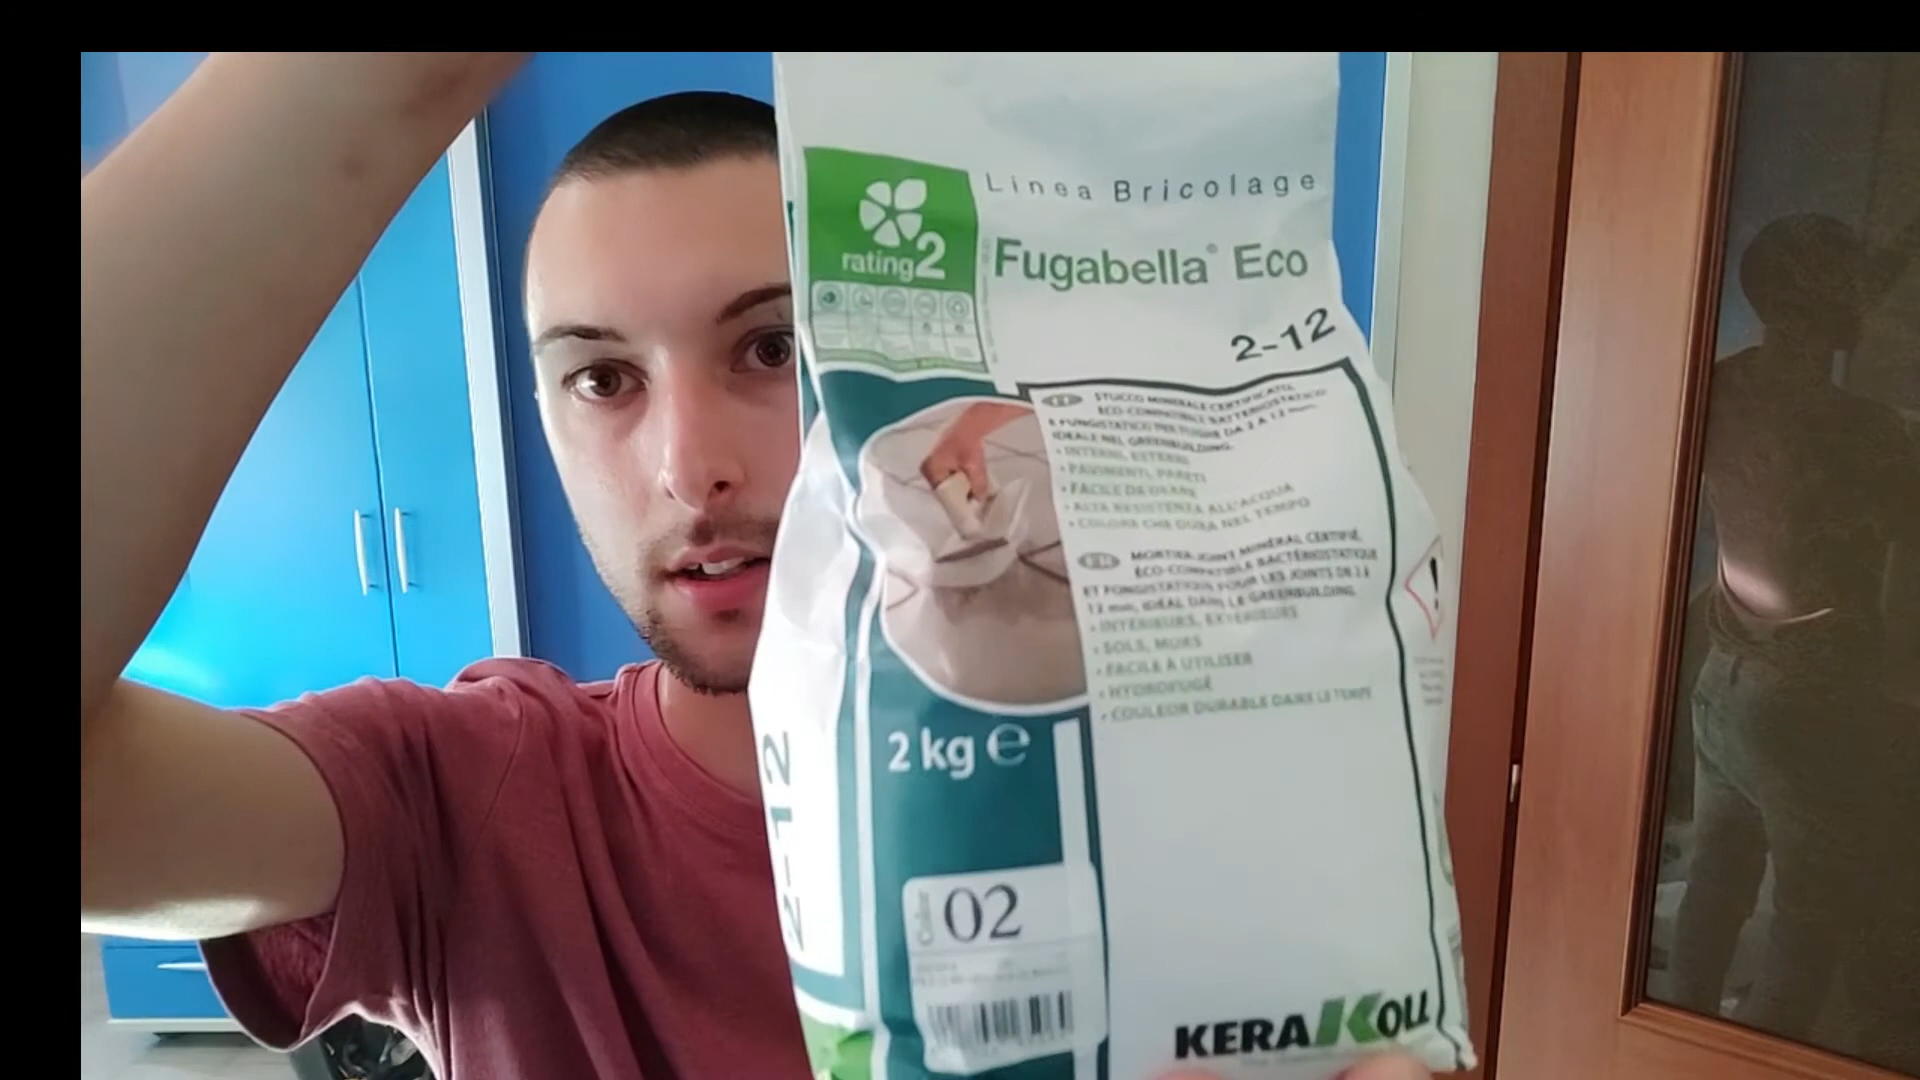 Linea Bricolage
rating2
Fugabella® Eco
2-12
STUCCO MINERALE CERTIFICATO,
ECO-COMPATIBILE BATTERIOSTATICO
E FUNGISTATICO PER FUGHE DA 2 A 12 mm,
IDEALE NEL GREENBUILDING.
• INTERNI, ESTERNI
• PAVIMENTI, PARETI
• FACILE DA USARE
• ALTA RESISTENZA ALL'ACQUA
• COLORE CHE DURA NEL TEMPO
MORTIER-JOINT MINÉRAL CERTIFIÉ,
ÉCO-COMPATIBLE BACTÉRIOSTATIQUE
ET FONGISTATIQUE POUR LES JOINTS DE 2 À
12 mm, IDÉAL DANS LE GREENBUILDING.
• INTÉRIEURS, EXTÉRIEURS
• SOLS, MURS
• FACILE À UTILISER
• HYDROFUGÉ
• COULEUR DURABLE DANS LE TEMPS
2 kg e
2-12
Color 02
KERAKOLL